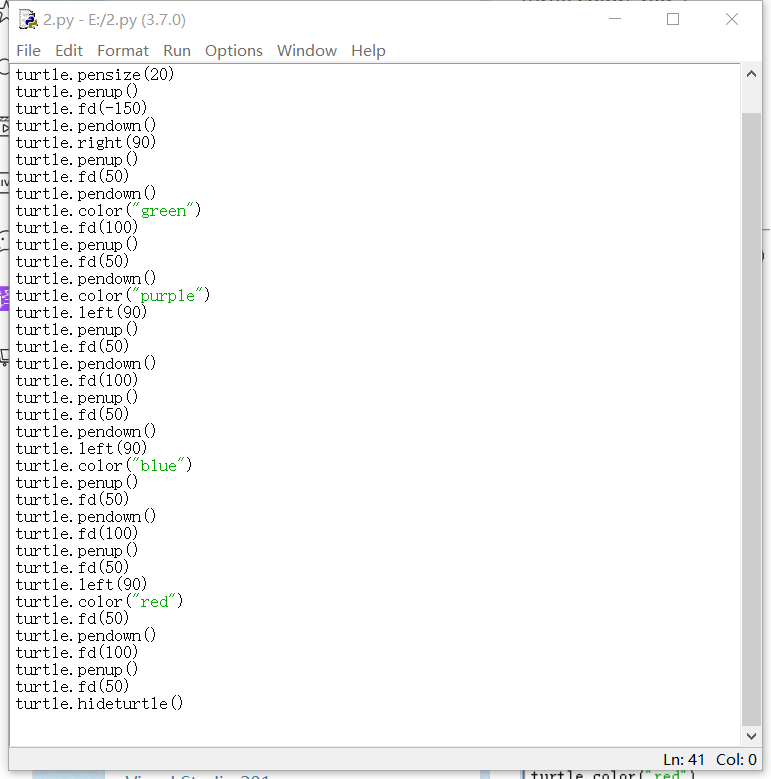 2.py - E:/2.py (3.7.0)
File Edit Format Run Options Window Help
turtle.pensize(20)
turtle.penup()
turtle.fd(-150)
turtle.pendown()
turtle.right(90)
turtle.penup()
turtle.fd(50)
turtle.pendown()
turtle.color("green")
turtle.fd(100)
turtle.penup()
turtle.fd(50)
turtle.pendown()
turtle.color("purple")
turtle.left(90)
turtle.penup()
turtle.fd(50)
turtle.pendown()
turtle.fd(100)
turtle.penup()
turtle.fd(50)
turtle.pendown()
turtle.left(90)
turtle.color("blue")
turtle.penup()
turtle.fd(50)
turtle.pendown()
turtle.fd(100)
turtle.penup()
turtle.fd(50)
turtle.left(90)
turtle.color("red")
turtle.fd(50)
turtle.pendown()
turtle.fd(100)
turtle.penup()
turtle.fd(50)
turtle.hideturtle()
Ln: 41 Col: 0
turtle.color("red")